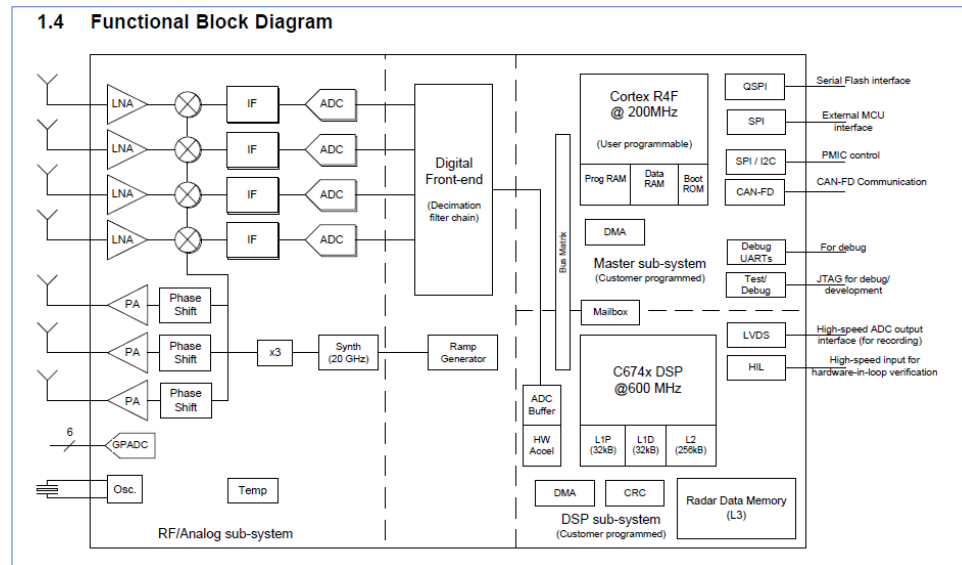 1.4 Functional Block Diagram
LNA
IF
ADC
LNA
IF
ADC
LNA
IF
ADC
LNA
IF
ADC
PA
Phase
Shift
PA
Phase
Shift
PA
Phase
Shift
x3
Synth
(20 GHz)
Ramp
Generator
6
GPADC
Osc.
Temp
RF/Analog sub-system
Digital
Front-end
(Decimation
filter chain)
ADC
Buffer
HW
Accel
Bus Matrix
Cortex R4F
@ 200MHz
(User programmable)
Prog RAM
Data
RAM
Boot
ROM
DMA
Master sub-system
(Customer programmed)
Mailbox
C674x DSP
@600 MHz
L1P
(32kB)
L1D
(32kB)
L2
(256kB)
DMA
CRC
DSP sub-system
(Customer programmed)
Radar Data Memory
(L3)
QSPI
Serial Flash interface
SPI
External MCU
interface
SPI / I2C
PMIC control
CAN-FD
CAN-FD Communication
Debug
UARTs
For debug
Test/
Debug
JTAG for debug/
development
LVDS
High-speed ADC output
interface (for recording)
HIL
High-speed input for
hardware-in-loop verification